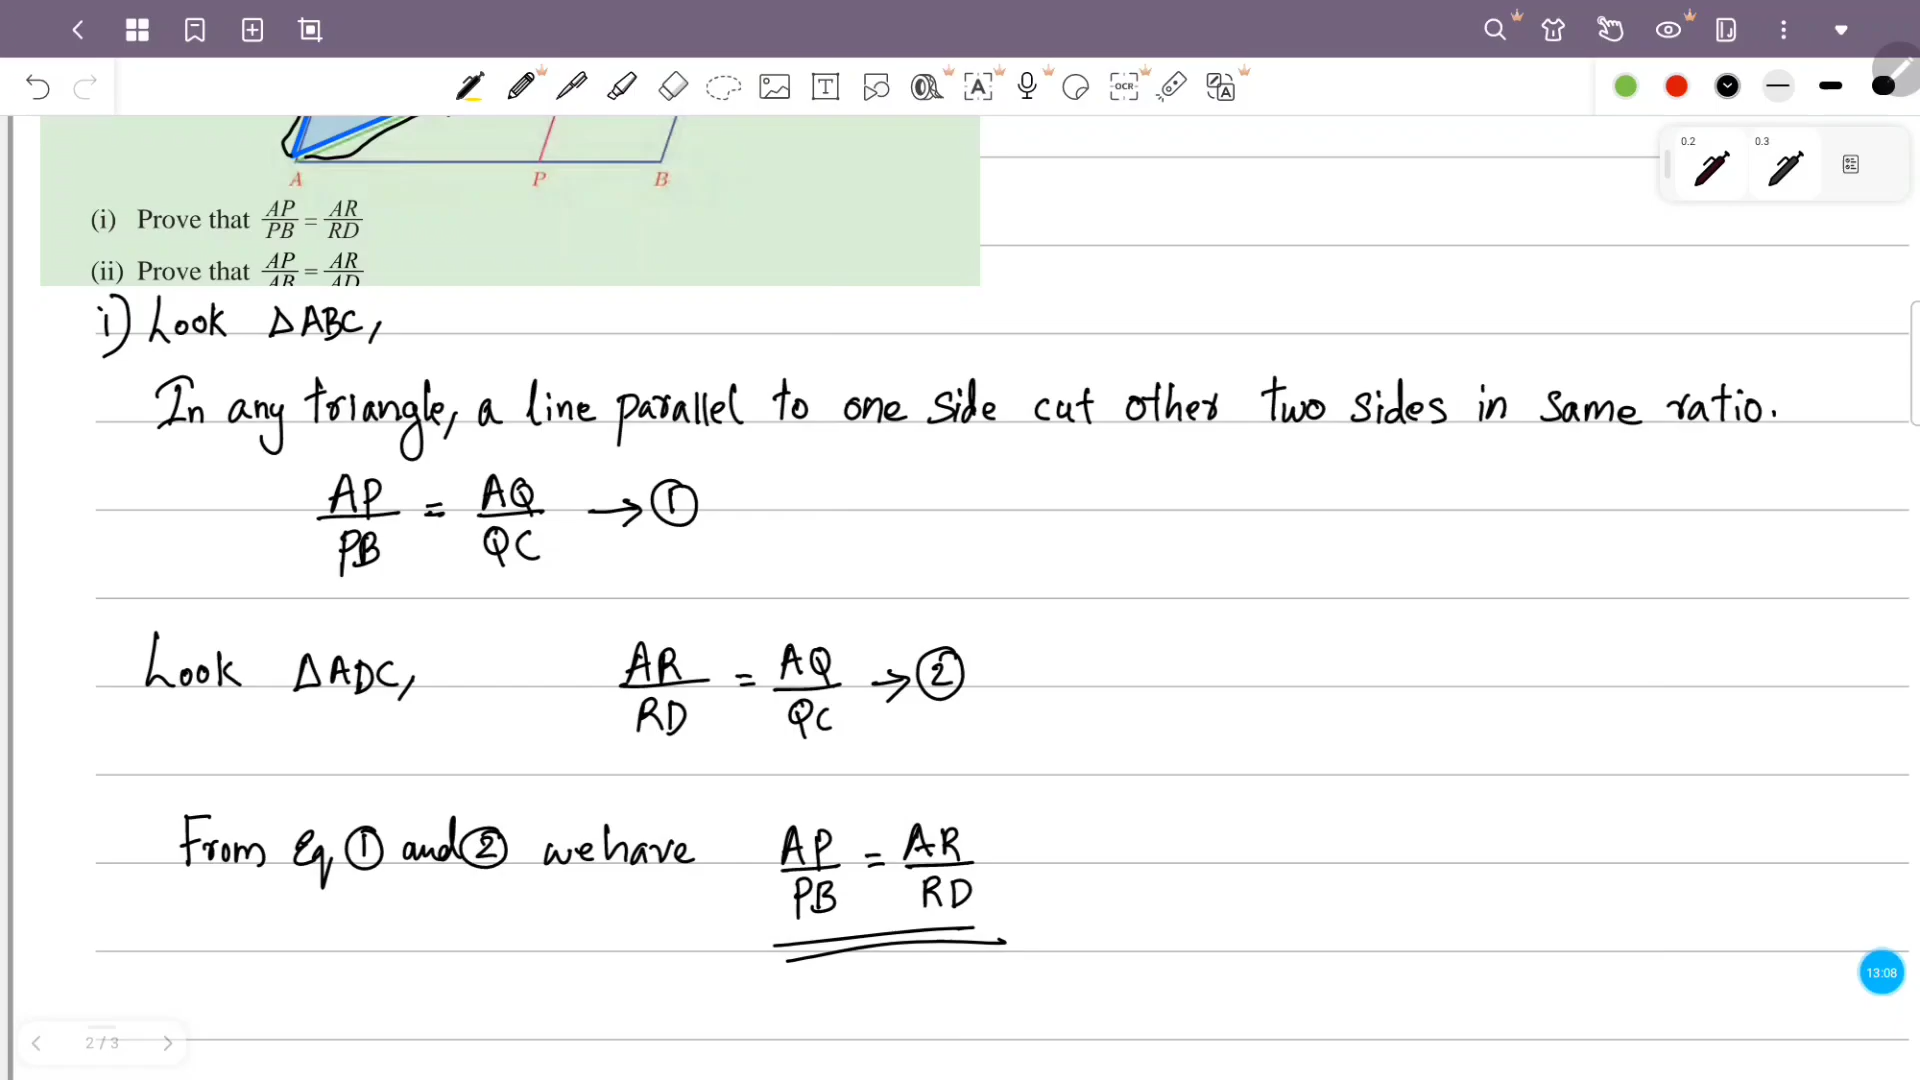 OCR
0.2 0.3
A P B
(i) Prove that AP/PB = AR/RD
(ii) Prove that AP/AB = AR/AD
i) Look ΔABC,
In any triangle, a line parallel to one side cut other two sides in same ratio.
AP/PB = AQ/QC → ①
Look ΔADC, AR/RD = AQ/QC → ②
From Eq ① and ② we have AP/PB = AR/RD
13:08
2/3